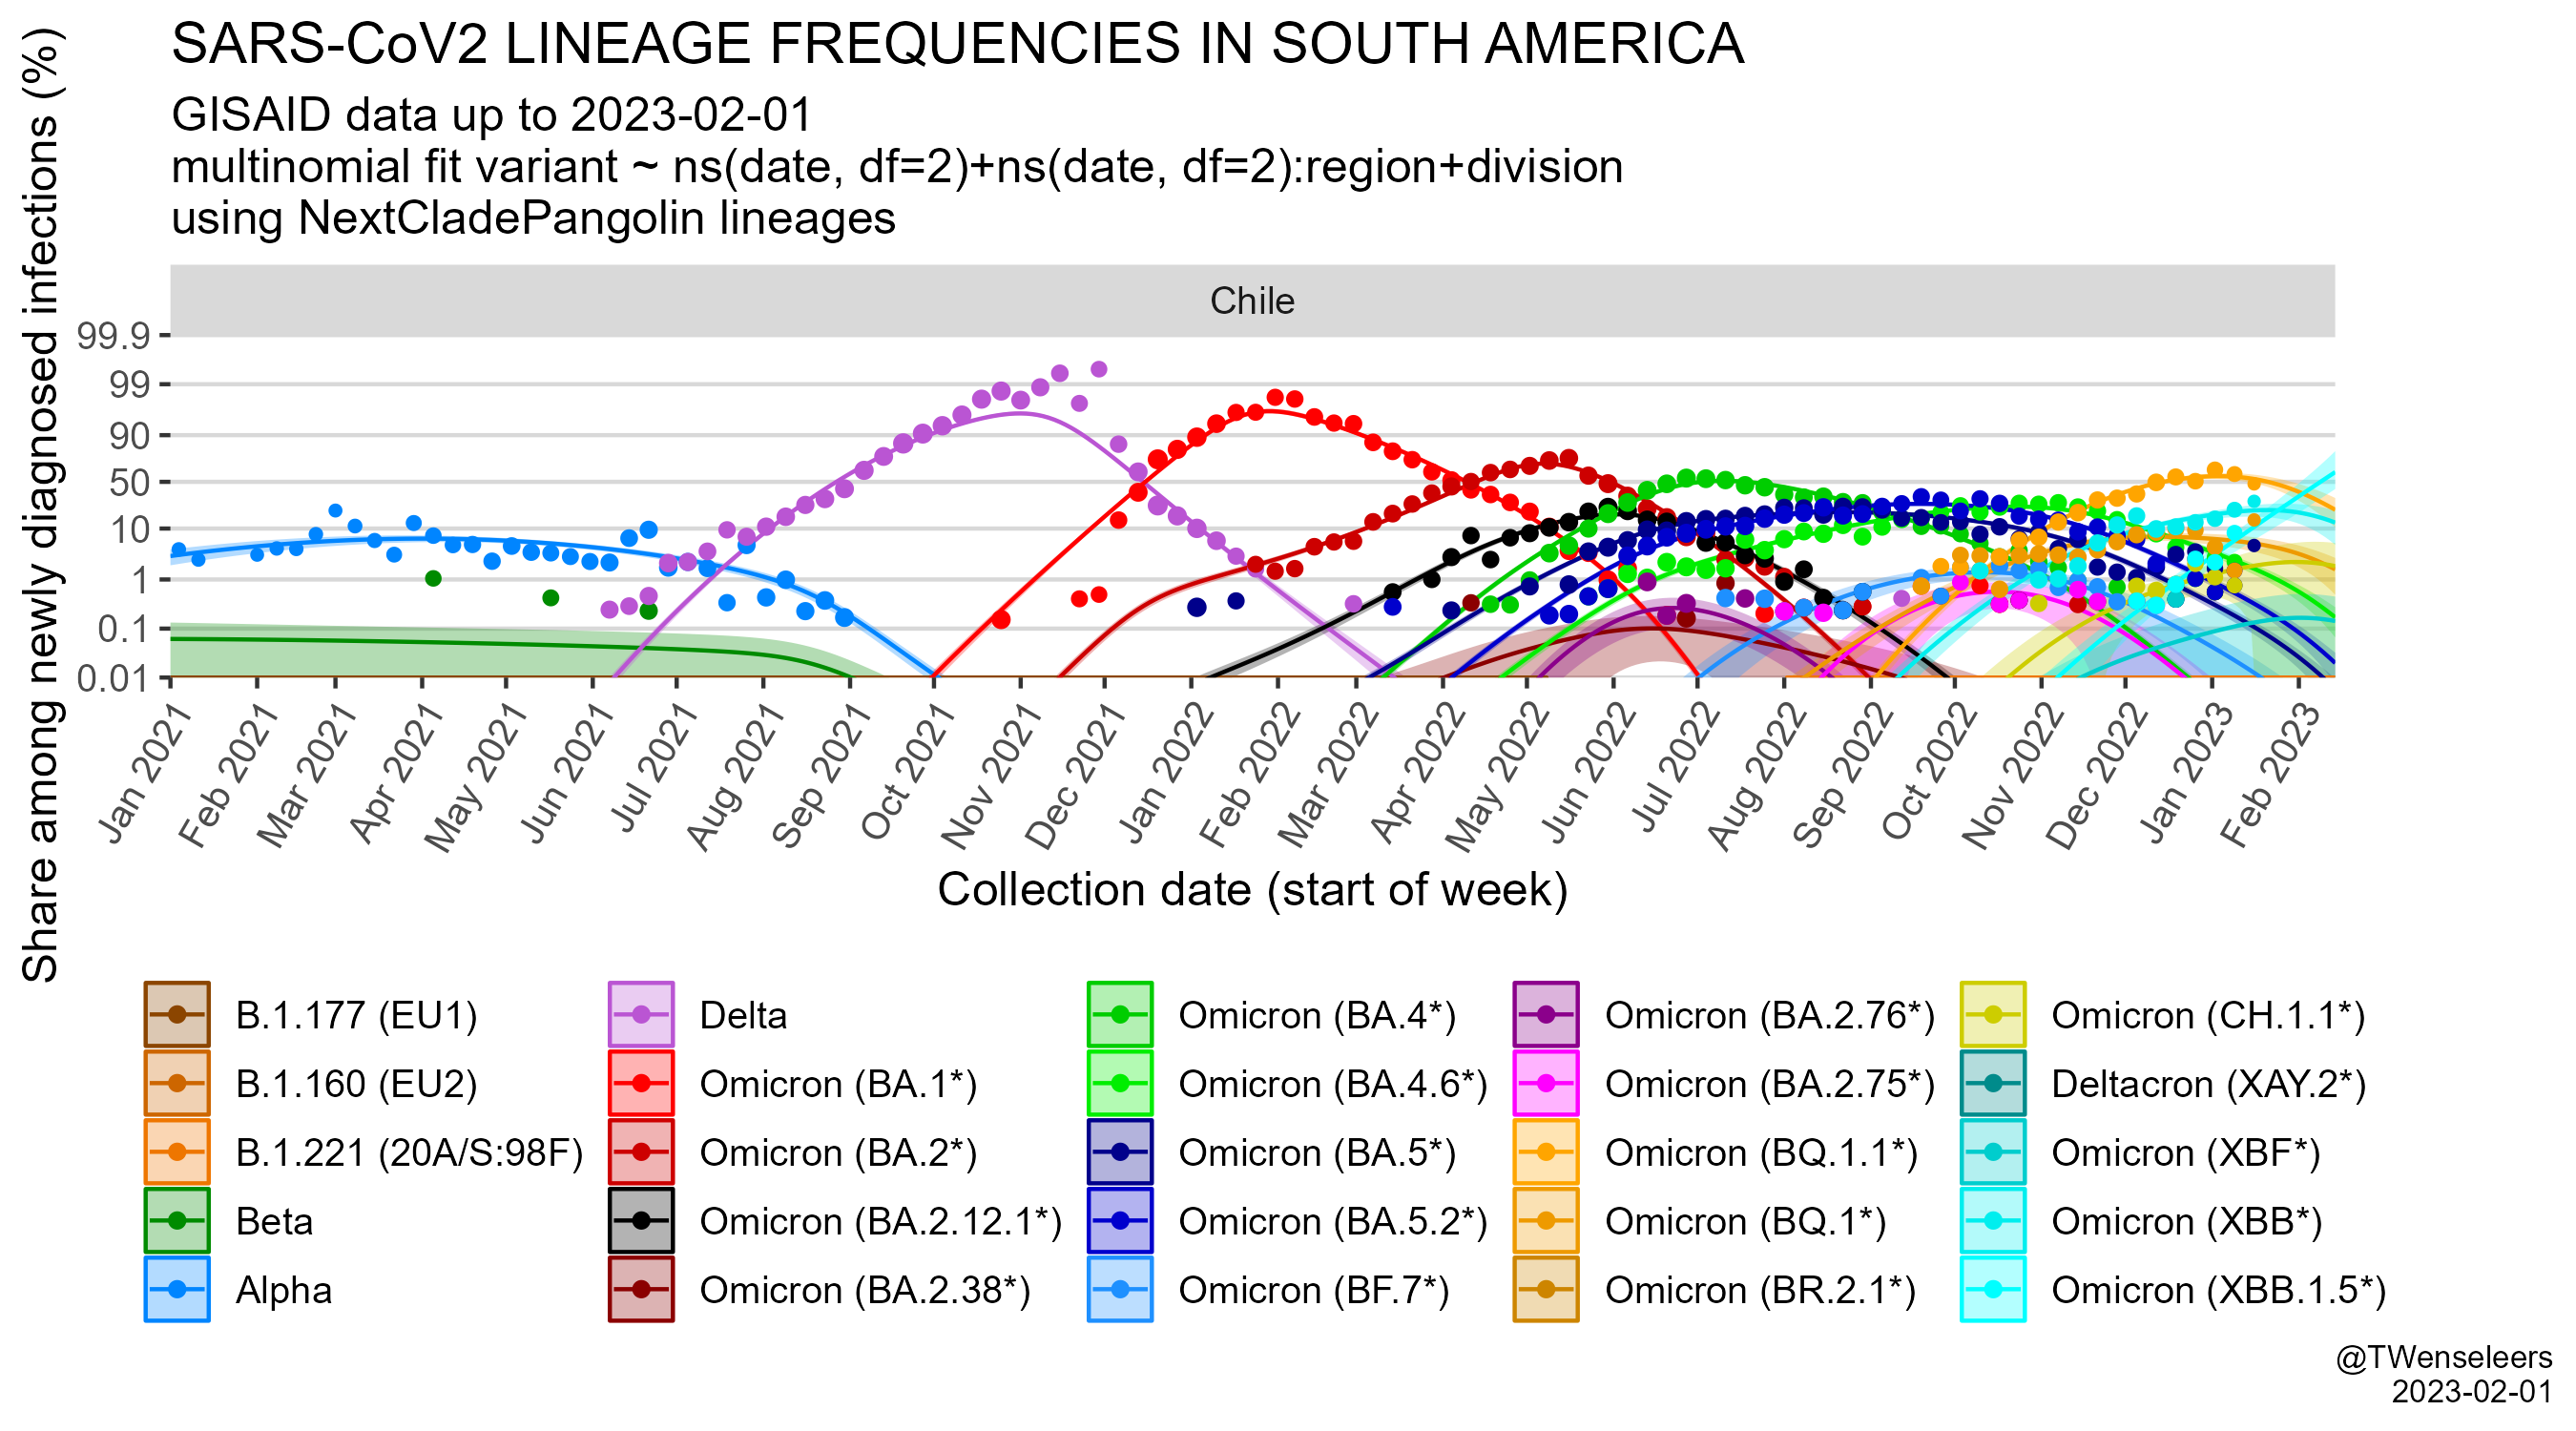 SARS-CoV2 LINEAGE FREQUENCIES IN SOUTH AMERICA
GISAID data up to 2023-02-01
multinomial fit variant ~ ns(date, df=2)+ns(date, df=2):region+division
using NextCladePangolin lineages
Share among newly diagnosed infections (%)
Chile
99.9
99
90
50
10
1
0.1
0.01
Jan 2021
Feb 2021
Mar 2021
Apr 2021
May 2021
Jun 2021
Jul 2021
Aug 2021
Sep 2021
Oct 2021
Nov 2021
Dec 2021
Jan 2022
Feb 2022
Mar 2022
Apr 2022
May 2022
Jun 2022
Jul 2022
Aug 2022
Sep 2022
Oct 2022
Nov 2022
Dec 2022
Jan 2023
Feb 2023
Collection date (start of week)
B.1.177 (EU1)
B.1.160 (EU2)
B.1.221 (20A/S:98F)
Beta
Alpha
Delta
Omicron (BA.1*)
Omicron (BA.2*)
Omicron (BA.2.12.1*)
Omicron (BA.2.38*)
Omicron (BA.4*)
Omicron (BA.4.6*)
Omicron (BA.5*)
Omicron (BA.5.2*)
Omicron (BF.7*)
Omicron (BA.2.76*)
Omicron (BA.2.75*)
Omicron (BQ.1.1*)
Omicron (BQ.1*)
Omicron (BR.2.1*)
Omicron (CH.1.1*)
Deltacron (XAY.2*)
Omicron (XBF*)
Omicron (XBB*)
Omicron (XBB.1.5*)
@TWenseleers
2023-02-01